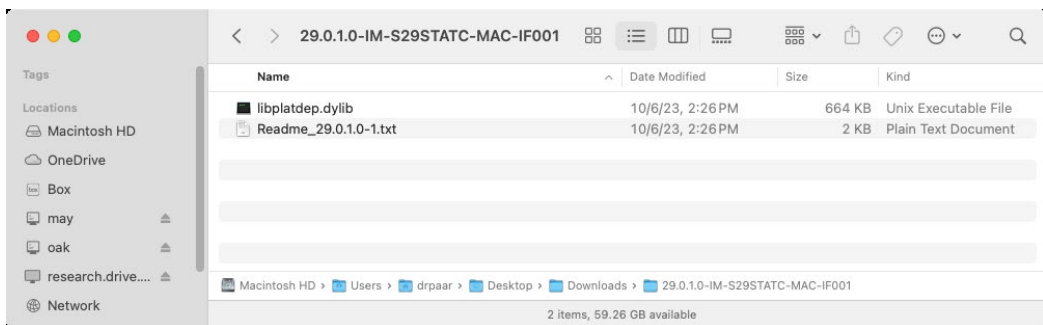 29.0.1.0-IM-S29STATC-MAC-IF001
Tags
Locations
Macintosh HD
OneDrive
Box
may
oak
research.drive....
Network
Name Date Modified Size Kind
libplatdep.dylib 10/6/23, 2:26 PM 664 KB Unix Executable File
Readme_29.0.1.0-1.txt 10/6/23, 2:26 PM 2 KB Plain Text Document
Macintosh HD › Users › drpaar › Desktop › Downloads › 29.0.1.0-IM-S29STATC-MAC-IF001
2 items, 59.26 GB available